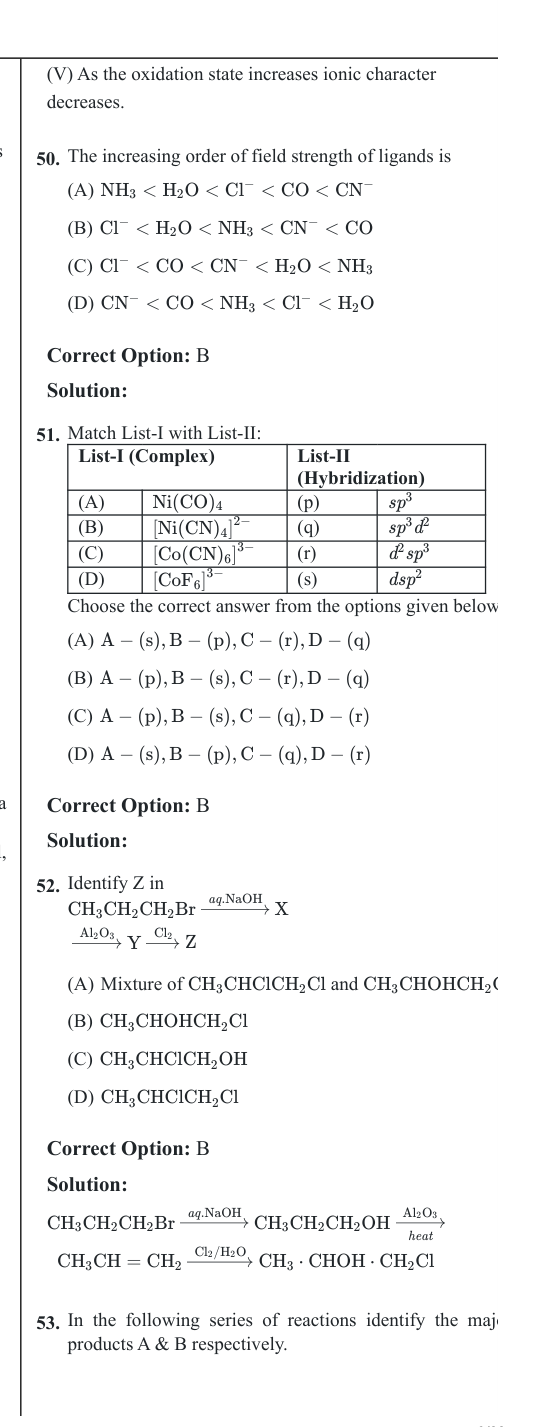 (V) As the oxidation state increases ionic character
decreases.
50. The increasing order of field strength of ligands is
(A) NH₃ < H₂O < Cl⁻ < CO < CN⁻
(B) Cl⁻ < H₂O < NH₃ < CN⁻ < CO
(C) Cl⁻ < CO < CN⁻ < H₂O < NH₃
(D) CN⁻ < CO < NH₃ < Cl⁻ < H₂O
Correct Option: B
Solution:
51. Match List-I with List-II:
List-I (Complex) List-II
(Hybridization)
(A) Ni(CO)₄ (p) sp³
(B) [Ni(CN)₄]²⁻ (q) sp³d²
(C) [Co(CN)₆]³⁻ (r) d²sp³
(D) [CoF₆]³⁻ (s) dsp²
Choose the correct answer from the options given below
(A) A − (s), B − (p), C − (r), D − (q)
(B) A − (p), B − (s), C − (r), D − (q)
(C) A − (p), B − (s), C − (q), D − (r)
(D) A − (s), B − (p), C − (q), D − (r)
Correct Option: B
Solution:
52. Identify Z in
CH₃CH₂CH₂Br —aq.NaOH→ X
—Al₂O₃→ Y —Cl₂→ Z
(A) Mixture of CH₃CHClCH₂Cl and CH₃CHOHCH₂
(B) CH₃CHOHCH₂Cl
(C) CH₃CHClCH₂OH
(D) CH₃CHClCH₂Cl
Correct Option: B
Solution:
CH₃CH₂CH₂Br —aq.NaOH→ CH₃CH₂CH₂OH —Al₂O₃ heat→
CH₃CH = CH₂ —Cl₂/H₂O→ CH₃ · CHOH · CH₂Cl
53. In the following series of reactions identify the maj
products A & B respectively.